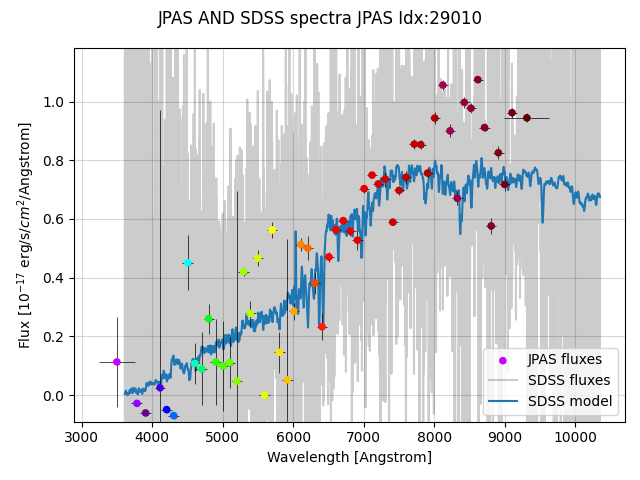 JPAS AND SDSS spectra JPAS Idx:29010
Flux [10⁻¹⁷ erg/s/cm²/Angstrom]
1.0
0.8
0.6
0.4
0.2
0.0
JPAS fluxes
SDSS fluxes
SDSS model
3000 4000 5000 6000 7000 8000 9000 10000
Wavelength [Angstrom]